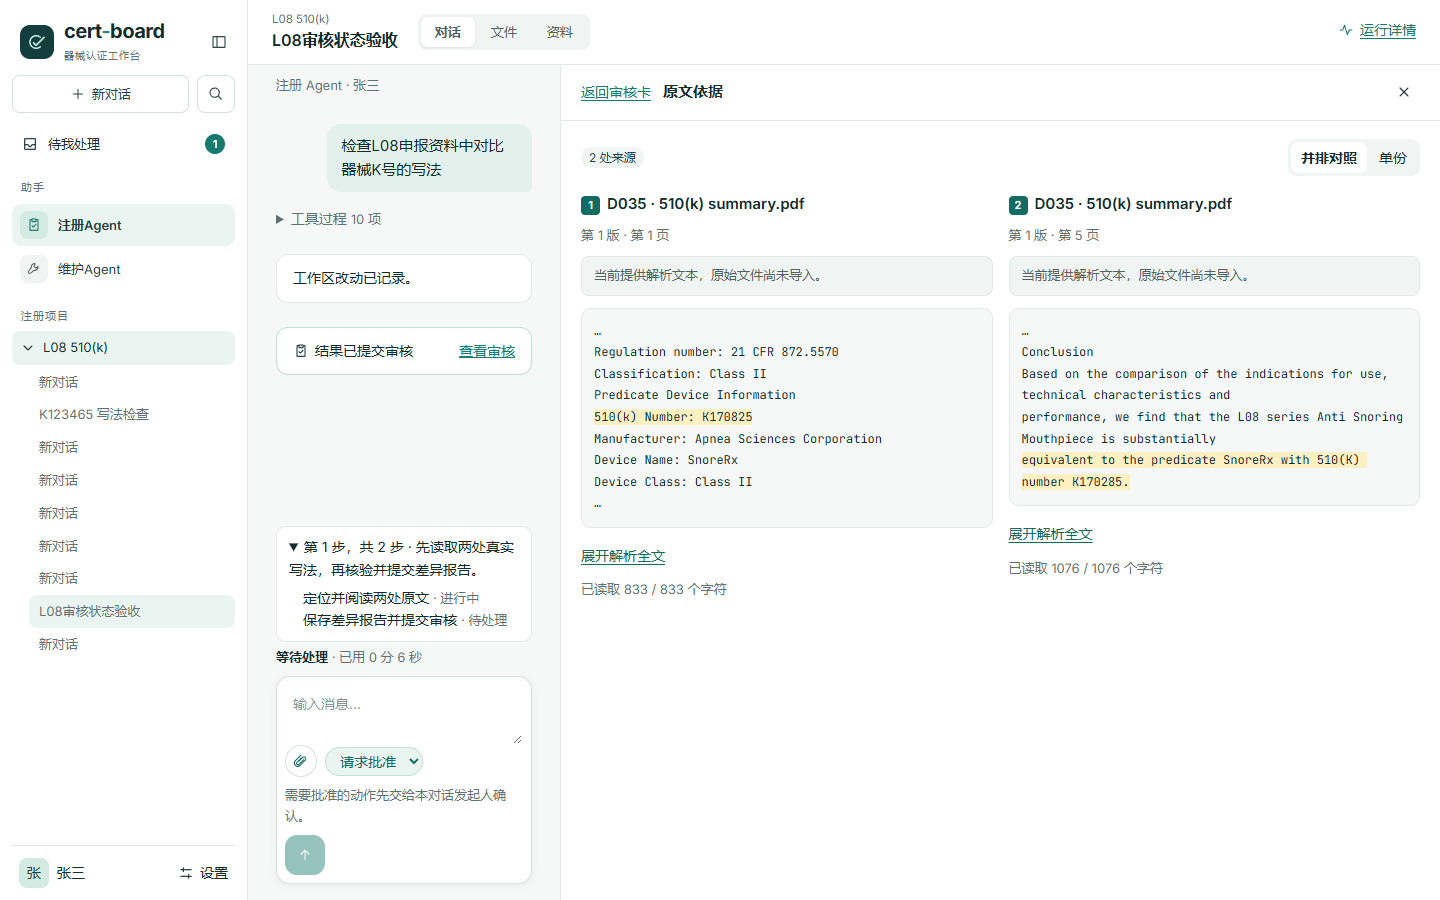 cert-board
器械认证工作台
新对话
待我处理
1
助手
注册Agent
维护Agent
注册项目
L08 510(k)
新对话
K123465 写法检查
新对话
新对话
新对话
新对话
新对话
L08审核状态验收
新对话
张
张三
设置
L08 510(k)
L08审核状态验收
对话
文件
资料
运行详情
注册 Agent · 张三
检查L08申报资料中对比
器械K号的写法
工具过程 10 项
工作区改动已记录。
结果已提交审核
查看审核
第 1 步，共 2 步 · 先读取两处真实
写法，再核验并提交差异报告。
定位并阅读两处原文 · 进行中
保存差异报告并提交审核 · 待处理
等待处理 · 已用 0 分 6 秒
输入消息...
请求批准
需要批准的动作先交给本对话发起人确
认。
返回审核卡
原文依据
2 处来源
并排对照
单份
1
D035 · 510(k) summary.pdf
第 1 版 · 第 1 页
当前提供解析文本，原始文件尚未导入。
…
Regulation number: 21 CFR 872.5570
Classification: Class II
Predicate Device Information
510(k) Number: K170825
Manufacturer: Apnea Sciences Corporation
Device Name: SnoreRx
Device Class: Class II
…
展开解析全文
已读取 833 / 833 个字符
2
D035 · 510(k) summary.pdf
第 1 版 · 第 5 页
当前提供解析文本，原始文件尚未导入。
…
Conclusion
Based on the comparison of the indications for use,
technical characteristics and
performance, we find that the L08 series Anti Snoring
Mouthpiece is substantially
equivalent to the predicate SnoreRx with 510(K)
number K170285.
展开解析全文
已读取 1076 / 1076 个字符